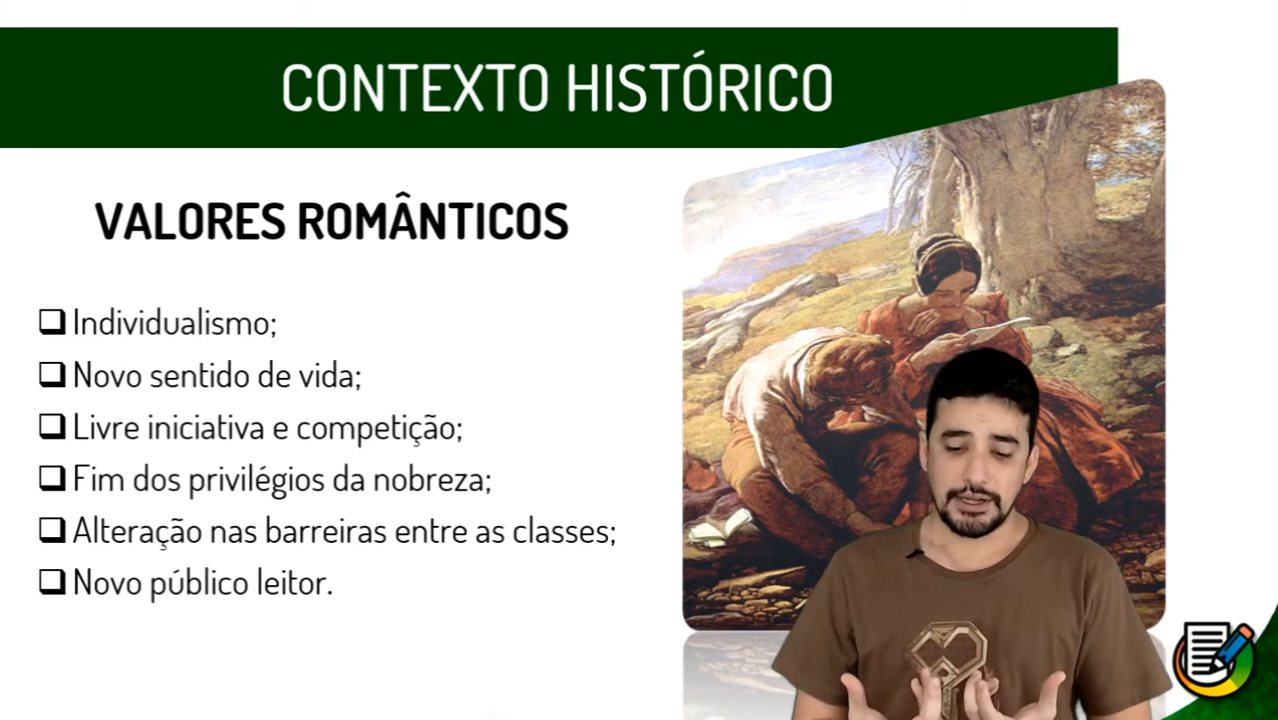 CONTEXTO HISTÓRICO
VALORES ROMÂNTICOS
Individualismo;
Novo sentido de vida;
Livre iniciativa e competição;
Fim dos privilégios da nobreza;
Alteração nas barreiras entre as classes;
Novo público leitor.